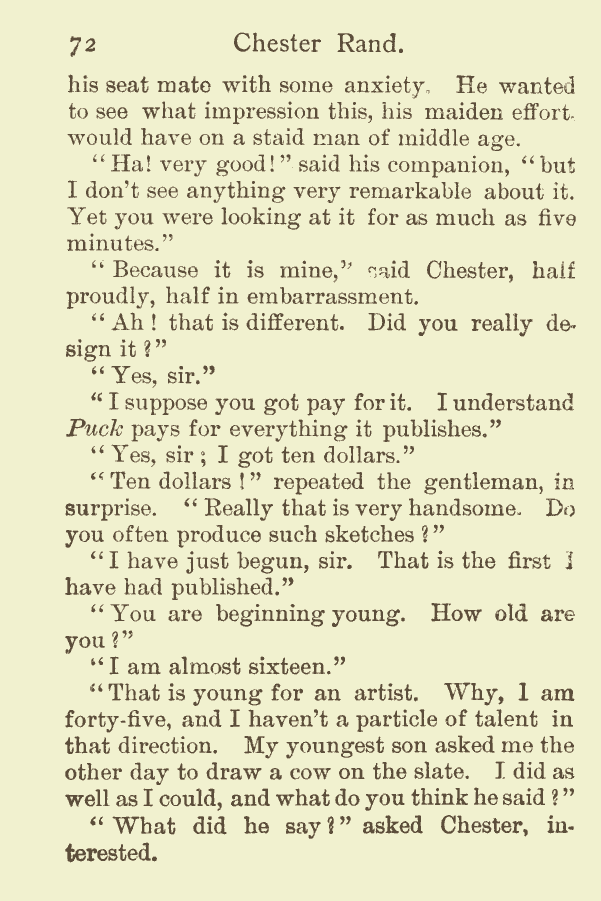 72 Chester Rand.
his seat mate with some anxiety. He wanted
to see what impression this, his maiden effort
would have on a staid man of middle age.
“Ha! very good!” said his companion, “but
I don’t see anything very remarkable about it.
Yet you were looking at it for as much as five
minutes.”
“Because it is mine,” said Chester, half
proudly, half in embarrassment.
“Ah! that is different. Did you really de-
sign it?”
“Yes, sir.”
“I suppose you got pay for it. I understand
Puck pays for everything it publishes.”
“Yes, sir; I got ten dollars.”
“Ten dollars!” repeated the gentleman, in
surprise. “Really that is very handsome. Do
you often produce such sketches?”
“I have just begun, sir. That is the first I
have had published.”
“You are beginning young. How old are
you?”
“I am almost sixteen.”
“That is young for an artist. Why, I am
forty-five, and I haven’t a particle of talent in
that direction. My youngest son asked me the
other day to draw a cow on the slate. I did as
well as I could, and what do you think he said?”
“What did he say?” asked Chester, in-
terested.